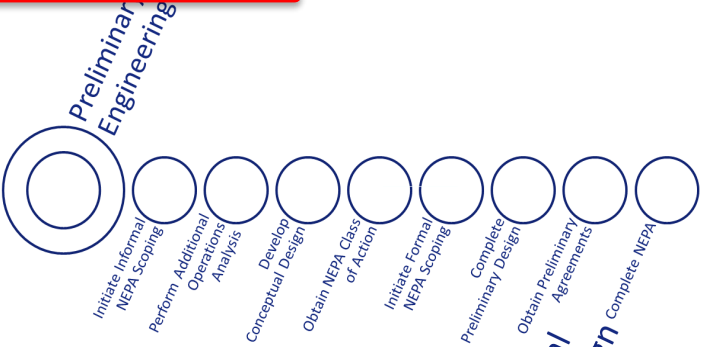 Preliminary
Engineering
Initiate Informal
NEPA Scoping
Perform Additional
Operations
Analysis
Develop
Conceptual Design
Obtain NEPA Class
of Action
Initiate Formal
NEPA Scoping
Complete
Preliminary Design
Obtain Preliminary
Agreements
Complete NEPA